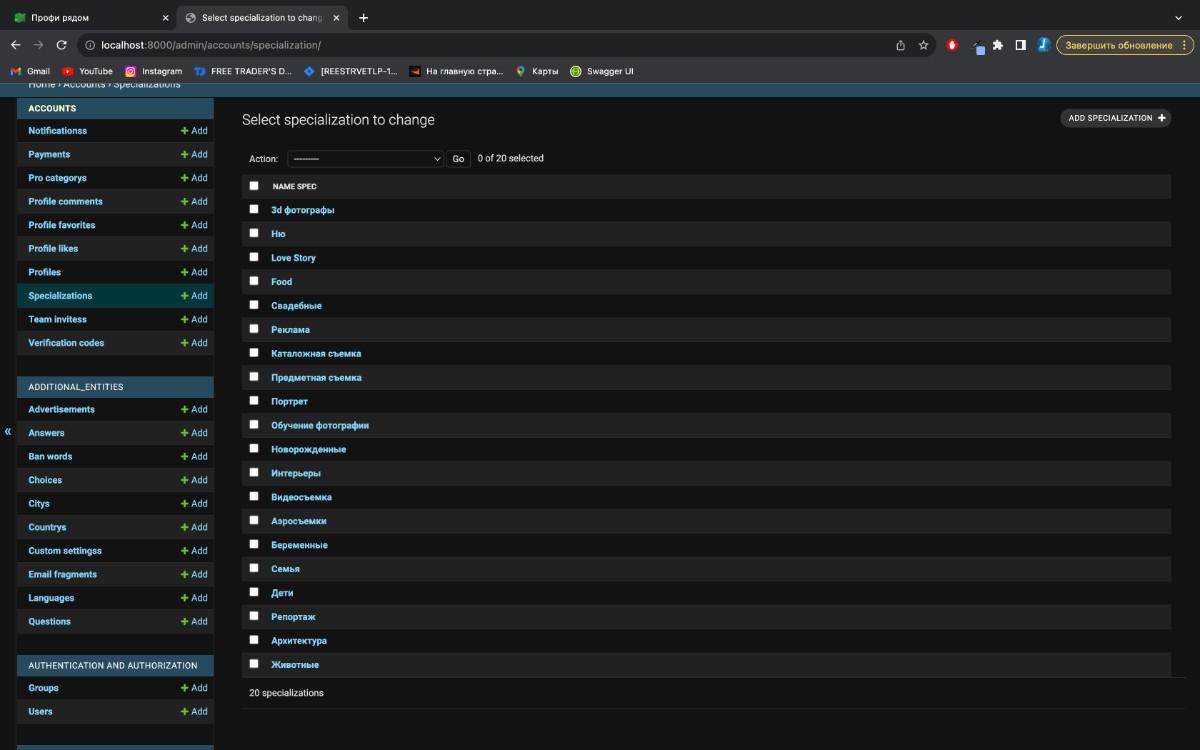 Профи рядом
Select specialization to chang
localhost:8000/admin/accounts/specialization/
Завершить обновление
Gmail
YouTube
Instagram
FREE TRADER'S D...
[REESTRVETLP-1...
На главную стра...
Карты
Swagger UI
Home › Accounts › Specializations
ACCOUNTS
Notificationss + Add
Payments + Add
Pro categorys + Add
Profile comments + Add
Profile favorites + Add
Profile likes + Add
Profiles + Add
Specializations + Add
Team invitess + Add
Verification codes + Add
ADDITIONAL_ENTITIES
Advertisements + Add
Answers + Add
Ban words + Add
Choices + Add
Citys + Add
Countrys + Add
Custom settingss + Add
Email fragments + Add
Languages + Add
Questions + Add
AUTHENTICATION AND AUTHORIZATION
Groups + Add
Users + Add
«
Select specialization to change
ADD SPECIALIZATION +
Action: --------- Go 0 of 20 selected
NAME SPEC
3d фотографы
Ню
Love Story
Food
Свадебные
Реклама
Каталожная съемка
Предметная съемка
Портрет
Обучение фотографии
Новорожденные
Интерьеры
Видеосъемка
Аэросъемки
Беременные
Семья
Дети
Репортаж
Архитектура
Животные
20 specializations